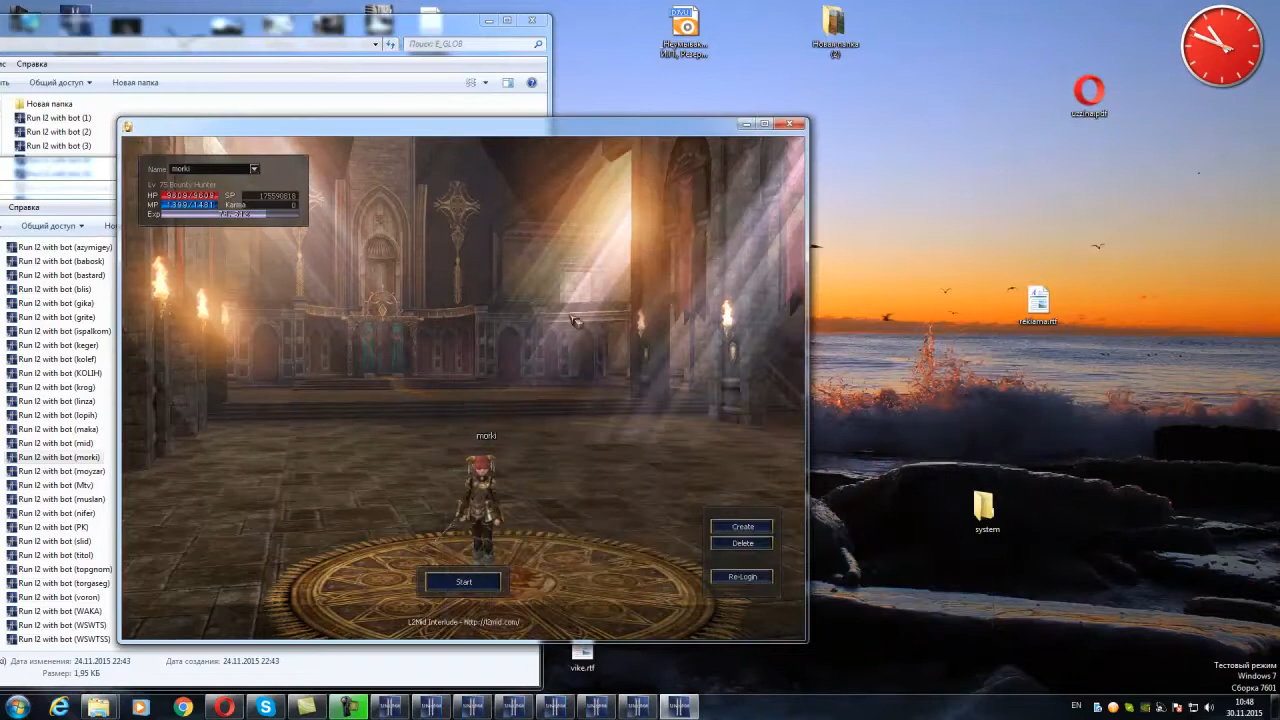 Поиск: E_GLOB
Справка
Общий доступ
Новая папка
Новая папка
Run l2 with bot (1)
Run l2 with bot (2)
Run l2 with bot (3)
Справка
Общий доступ
Run l2 with bot (azymigey)
Run l2 with bot (babosk)
Run l2 with bot (bastard)
Run l2 with bot (blis)
Run l2 with bot (gika)
Run l2 with bot (grite)
Run l2 with bot (ispalkom)
Run l2 with bot (keger)
Run l2 with bot (kolef)
Run l2 with bot (KOLIH)
Run l2 with bot (krog)
Run l2 with bot (linza)
Run l2 with bot (lopih)
Run l2 with bot (maka)
Run l2 with bot (mid)
Run l2 with bot (morki)
Run l2 with bot (moyzar)
Run l2 with bot (Mtv)
Run l2 with bot (muslan)
Run l2 with bot (nifer)
Run l2 with bot (PK)
Run l2 with bot (slid)
Run l2 with bot (titol)
Run l2 with bot (topgnom)
Run l2 with bot (torgaseg)
Run l2 with bot (voron)
Run l2 with bot (WAKA)
Run l2 with bot (WSWTS)
Run l2 with bot (WSWTSS)
Дата изменения: 24.11.2015 22:43
Дата создания: 24.11.2015 22:43
Размер: 1,95 КБ
Name morki
Lv 75 Bounty Hunter
HP SP 175590818
MP Karma 0
Exp
morki
Create
Delete
Start
Re-Login
L2Mid Interlude - http://l2mid.com/
DJVU
Новая папка
(2)
reklama.rtf
system
vike.rtf
Тестовый режим
Windows 7
Сборка 7601
EN
10:48
30.11.2015